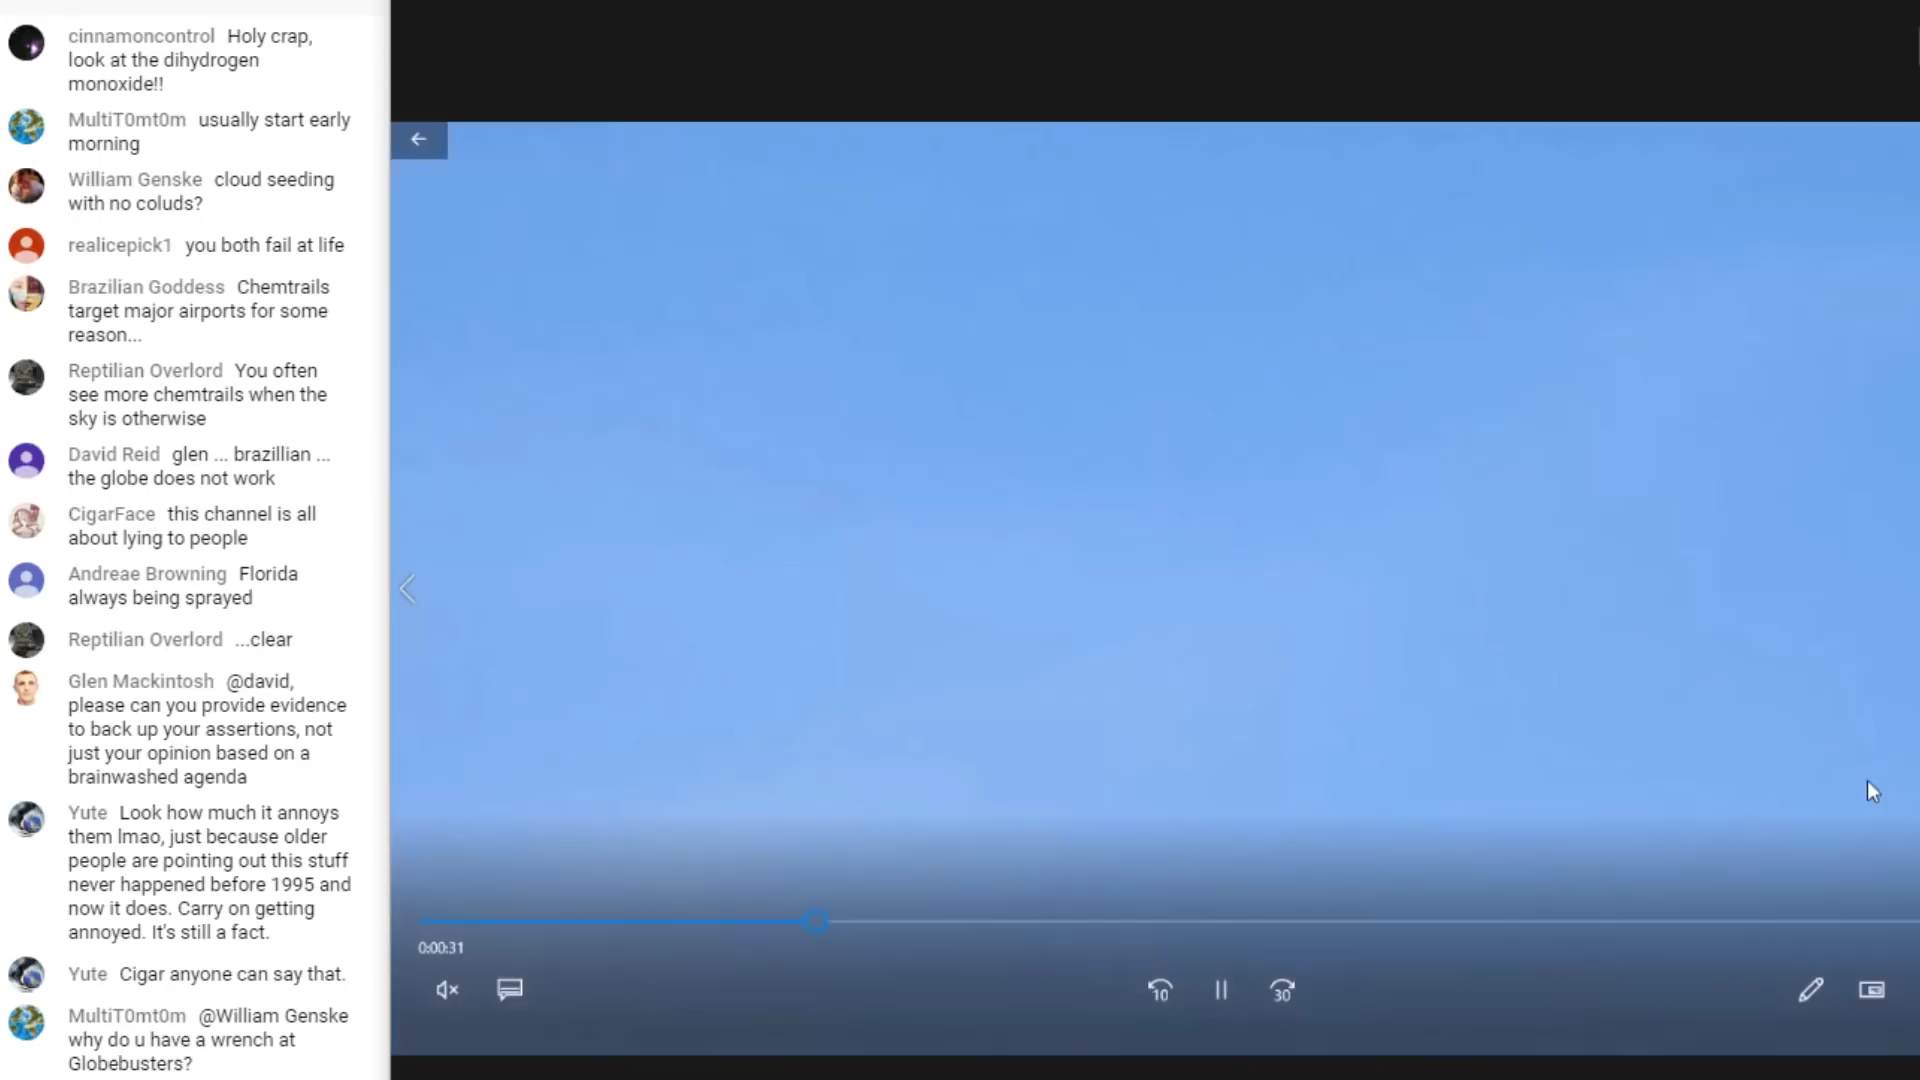 cinnamoncontrol Holy crap,
look at the dihydrogen
monoxide!!
MultiT0mt0m usually start early
morning
William Genske cloud seeding
with no coluds?
realicepick1 you both fail at life
Brazilian Goddess Chemtrails
target major airports for some
reason...
Reptilian Overlord You often
see more chemtrails when the
sky is otherwise
David Reid glen ... brazillian ...
the globe does not work
CigarFace this channel is all
about lying to people
Andreae Browning Florida
always being sprayed
Reptilian Overlord ...clear
Glen Mackintosh @david,
please can you provide evidence
to back up your assertions, not
just your opinion based on a
brainwashed agenda
Yute Look how much it annoys
them lmao, just because older
people are pointing out this stuff
never happened before 1995 and
now it does. Carry on getting
annoyed. It's still a fact.
Yute Cigar anyone can say that.
MultiT0mt0m @William Genske
why do u have a wrench at
Globebusters?
0:00:31
10
30